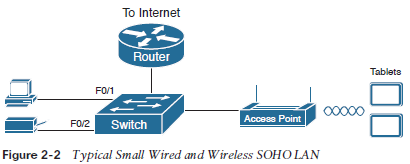 To Internet
Router
Tablets
F0/1
F0/2
Switch
Access Point
Figure 2-2 Typical Small Wired and Wireless SOHO LAN